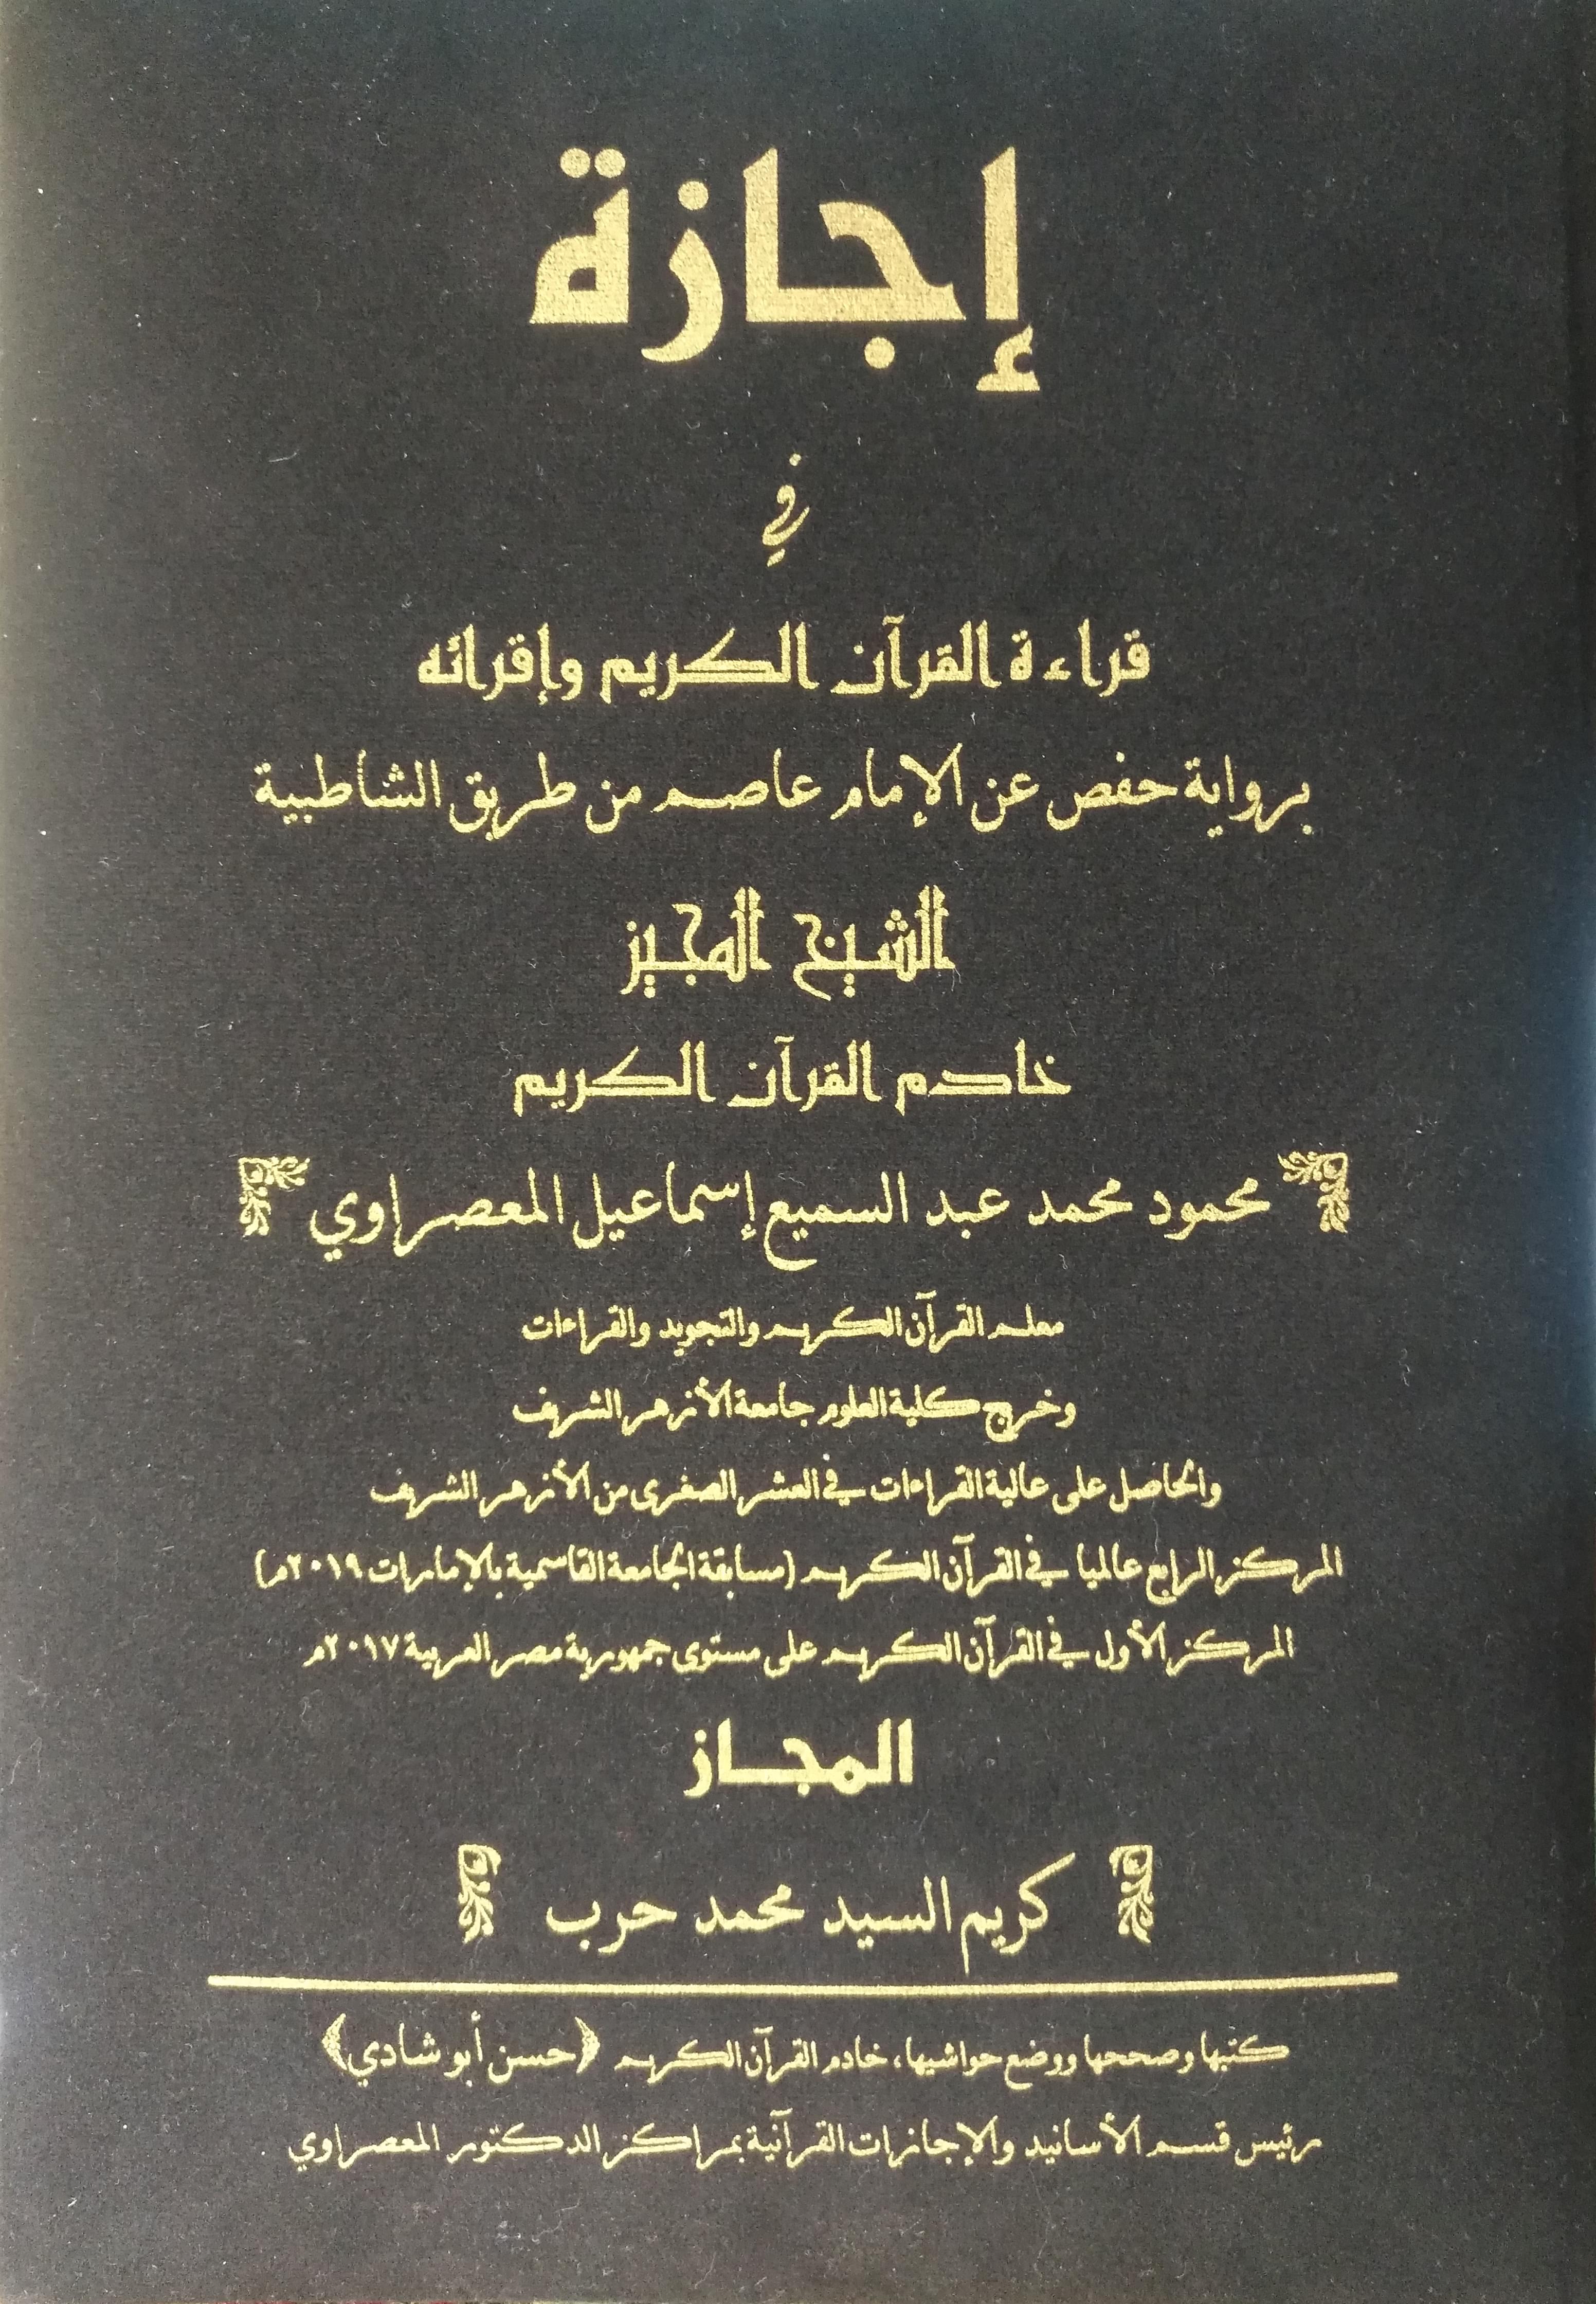 إجازة
في
قراءة القرآن الكريم وإقرائه
برواية حفص عن الإمام عاصم من طريق الشاطبية
الشيخ المجيز
خادم القرآن الكريم
محمود محمد عبد السميع إسماعيل المعصراوي
معلم القرآن الكريم والتجويد والقراءات
وخريج كلية العلوم جامعة الأزهر الشريف
والحاصل على عالية القراءات في العشر الصغرى من الأزهر الشريف
المركز الرابع عالميا في القرآن الكريم (مسابقة الجامعة القاسمية بالإمارات ٢٠١٩م)
المركز الأول في القرآن الكريم على مستوى جمهورية مصر العربية ٢٠١٧م
المجاز
كريم السيد محمد حرب
كتبها وصححها ووضع حواشيها، خادم القرآن الكريم ﴿حسن أبو شادي﴾
رئيس قسم الأسانيد والإجازات القرآنية بمراكز الدكتور المعصراوي